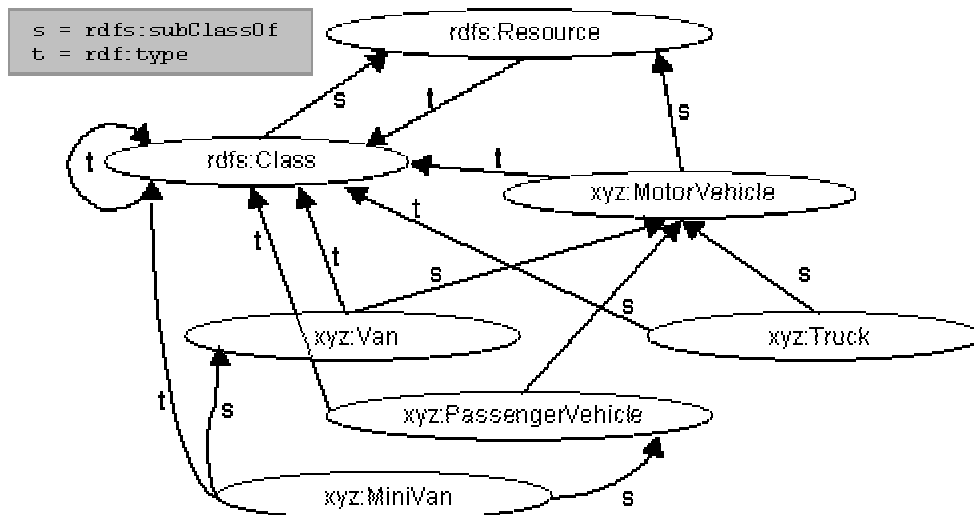 s = rdfs:subClassOf
t = rdf:type
rdfs:Resource
s
t
s
t
rdfs:Class
t
xyz:MotorVehicle
t
t
t
s
s
s
xyz:Van
xyz:Truck
t
s
xyz:PassengerVehicle
xyz:MiniVan
s